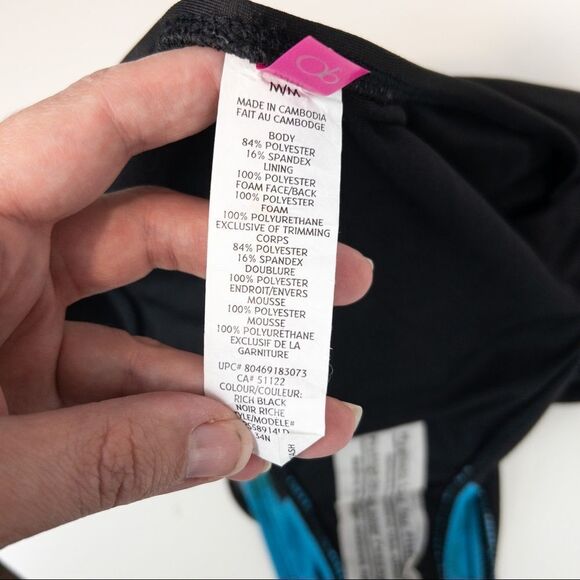 M/M
MADE IN CAMBODIA
FAIT AU CAMBODGE
BODY
84% POLYESTER
16% SPANDEX
LINING
100% POLYESTER
FOAM FACE/BACK
100% POLYESTER
FOAM
100% POLYURETHANE
EXCLUSIVE OF TRIMMING
CORPS
84% POLYESTER
16% SPANDEX
DOUBLURE
100% POLYESTER
ENDROIT/ENVERS
MOUSSE
100% POLYESTER
MOUSSE
100% POLYURETHANE
EXCLUSIF DE LA
GARNITURE
UPC# 80469183073
CA# 51122
COLOUR/COULEUR:
RICH BLACK
NOIR RICHE
34N